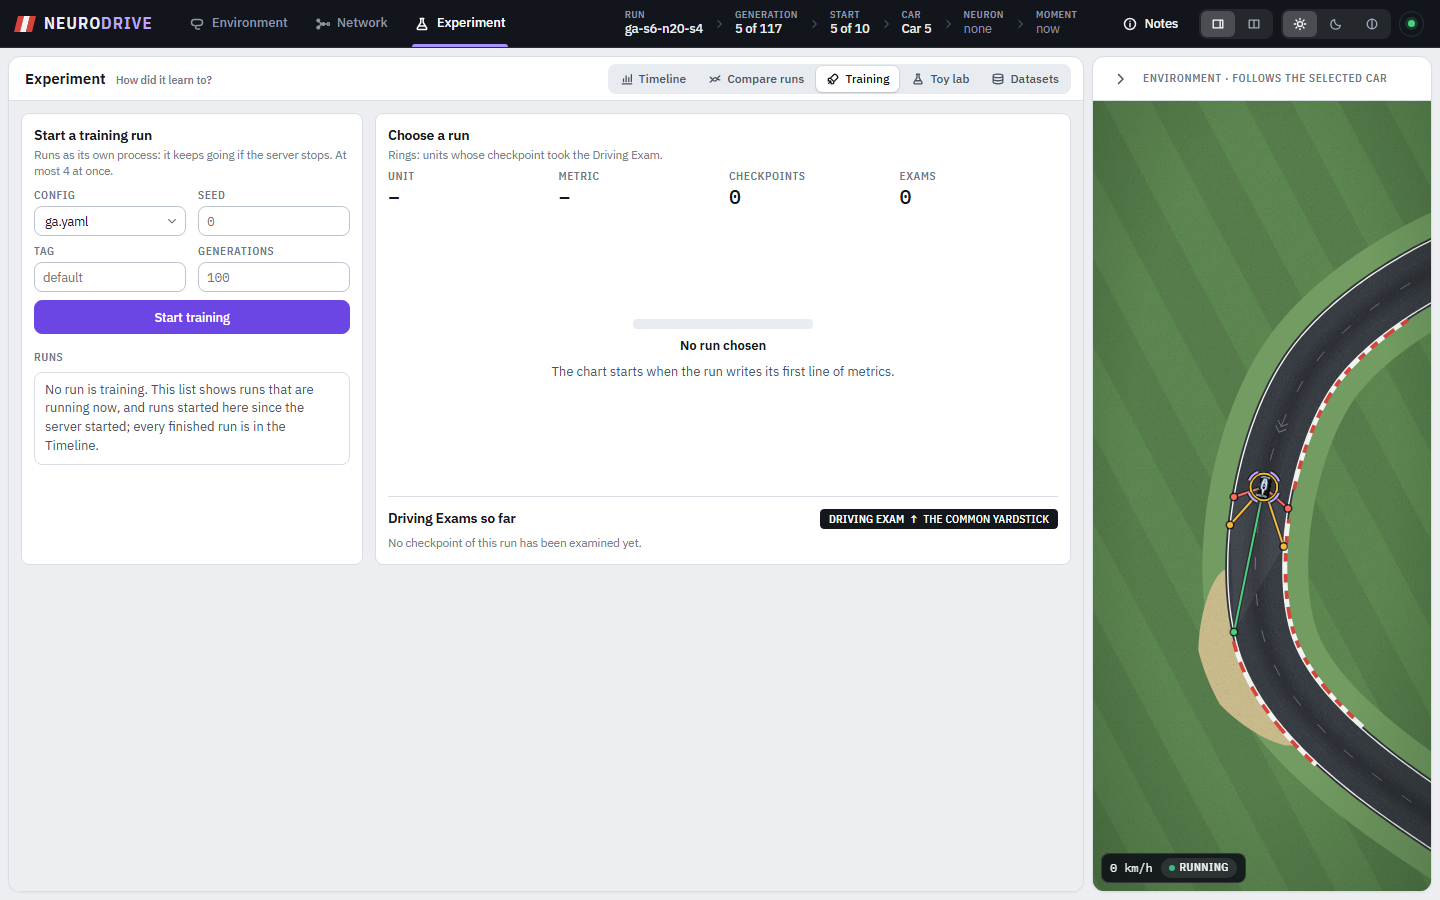 NEURODRIVE
Environment
Network
Experiment
RUN
ga-s6-n20-s4
GENERATION
5 of 117
START
5 of 10
CAR
Car 5
NEURON
none
MOMENT
now
Notes
Experiment How did it learn to?
Timeline
Compare runs
Training
Toy lab
Datasets
ENVIRONMENT · FOLLOWS THE SELECTED CAR
Start a training run
Runs as its own process: it keeps going if the server stops. At
most 4 at once.
CONFIG SEED
ga.yaml 0
TAG GENERATIONS
default 100
Start training
RUNS
No run is training. This list shows runs that are
running now, and runs started here since the
server started; every finished run is in the
Timeline.
Choose a run
Rings: units whose checkpoint took the Driving Exam.
UNIT METRIC CHECKPOINTS EXAMS
– – 0 0
No run chosen
The chart starts when the run writes its first line of metrics.
Driving Exams so far
DRIVING EXAM ↑ THE COMMON YARDSTICK
No checkpoint of this run has been examined yet.
0 km/h RUNNING